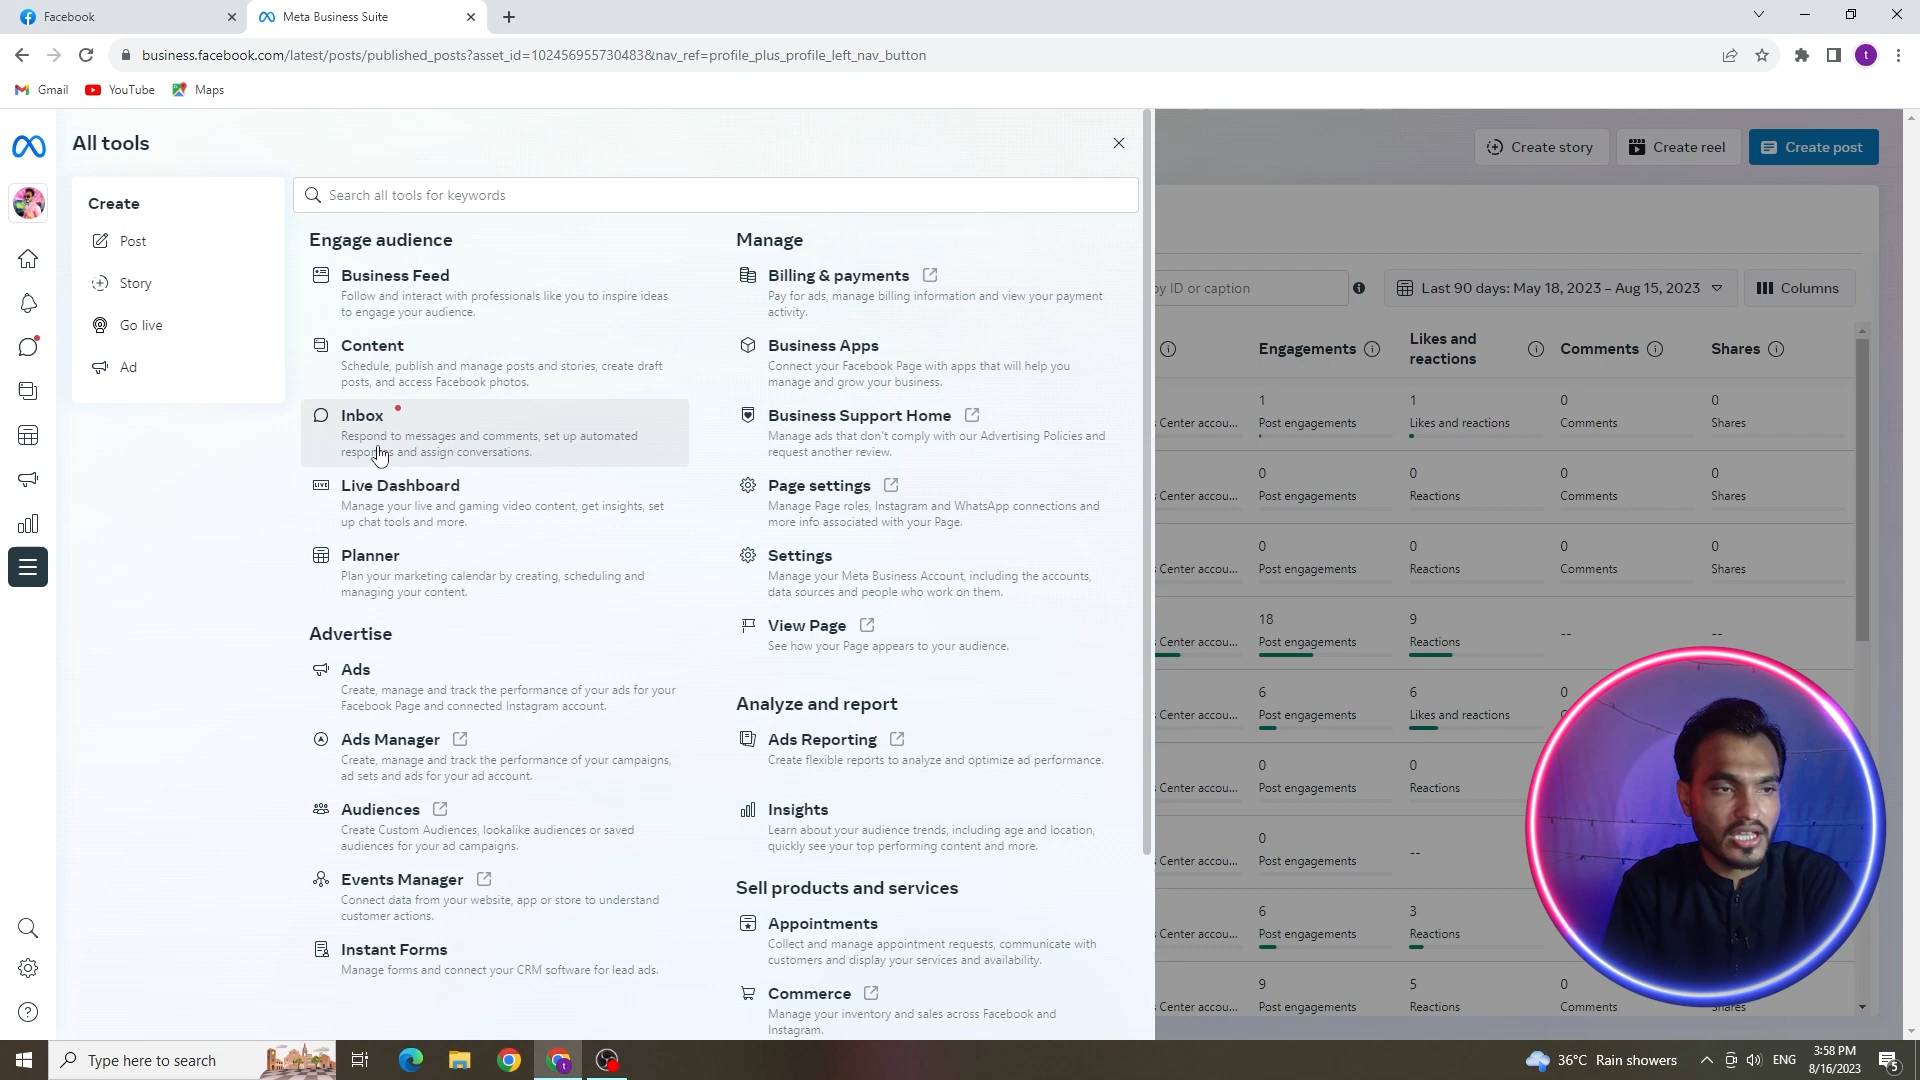 Facebook
Meta Business Suite
business.facebook.com/latest/posts/published_posts?asset_id=102456955730483&nav_ref=profile_plus_profile_left_nav_button
t
Gmail
YouTube
Maps
All tools
Create story
Create reel
Create post
Create
Post
Story
Go live
Ad
Search all tools for keywords
Engage audience
Business Feed
Follow and interact with professionals like you to inspire ideas
to engage your audience.
Content
Schedule, publish and manage posts and stories, create draft
posts, and access Facebook photos.
Inbox
Respond to messages and comments, set up automated
responses and assign conversations.
LIVE
Live Dashboard
Manage your live and gaming video content, get insights, set
up chat tools and more.
Planner
Plan your marketing calendar by creating, scheduling and
managing your content.
Advertise
Ads
Create, manage and track the performance of your ads for your
Facebook Page and connected Instagram account.
Ads Manager
Create, manage and track the performance of your campaigns,
ad sets and ads for your ad account.
Audiences
Create Custom Audiences, lookalike audiences or saved
audiences for your ad campaigns.
Events Manager
Connect data from your website, app or store to understand
customer actions.
Instant Forms
Manage forms and connect your CRM software for lead ads.
Manage
Billing & payments
Pay for ads, manage billing information and view your payment
activity.
Business Apps
Connect your Facebook Page with apps that will help you
manage and grow your business.
Business Support Home
Manage ads that don't comply with our Advertising Policies and
request another review.
Page settings
Manage Page roles, Instagram and WhatsApp connections and
more info associated with your Page.
Settings
Manage your Meta Business Account, including the accounts,
data sources and people who work on them.
View Page
See how your Page appears to your audience.
Analyze and report
Ads Reporting
Create flexible reports to analyze and optimize ad performance.
Insights
Learn about your audience trends, including age and location,
quickly see your top performing content and more.
Sell products and services
Appointments
Collect and manage appointment requests, communicate with
customers and display your services and availability.
Commerce
Manage your inventory and sales across Facebook and
Instagram.
by ID or caption
Last 90 days: May 18, 2023 – Aug 15, 2023
Columns
Engagements
Likes and
reactions
Comments
Shares
1 1 0 0
Center accou... Post engagements Likes and reactions Comments Shares
0 0 0 0
Center accou... Post engagements Reactions Comments Shares
0 0 0 0
Center accou... Post engagements Reactions Comments Shares
18 9 -- --
Center accou... Post engagements Reactions
6 6 0
Center accou... Post engagements Likes and reactions
0 0
Center accou... Post engagements Reactions
0 --
Center accou... Post engagements
6 3
Center accou... Post engagements Reactions
9 5 0 0
Center accou... Post engagements Reactions Comments Shares
Type here to search
36°C Rain showers
ENG
3:58 PM
8/16/2023
5